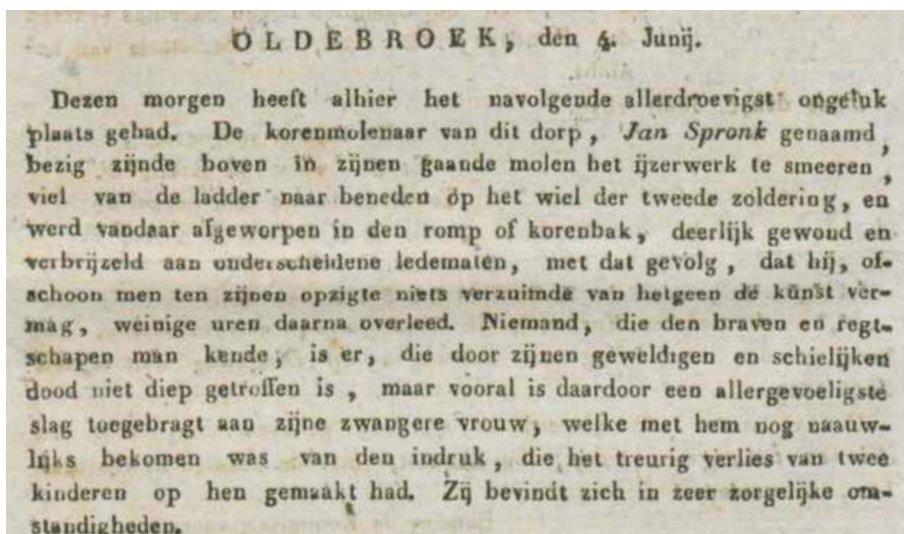 OLDEBROEK, den 4. Junij.
Dezen morgen heeft alhier het navolgende allerdroevigst ongeluk
plaats gehad. De korenmolenaar van dit dorp, Jan Spronk genaamd,
bezig zijnde boven in zijnen gaande molen het ijzerwerk te smeeren,
viel van de ladder naar beneden op het wiel der tweede zoldering, en
werd vandaar afgeworpen in den romp of korenbak, deerlijk gewond en
verbrijzeld aan onderscheidene ledematen, met dat gevolg, dat hij, of-
schoon men ten zijnen opzigte niets verzuimde van hetgeen de kunst ver-
mag, weinige uren daarna overleed. Niemand, die den braven en regt-
schapen man kende, is er, die door zijnen geweldigen en schielijken
dood niet diep getroffen is, maar vooral is daardoor een allergevoeligste
slag toegebragt aan zijne zwangere vrouw, welke met hem nog naauw-
lijks bekomen was van den indruk, die het treurig verlies van twee
kinderen op hen gemaakt had. Zij bevindt zich in zeer zorgelijke om-
standigheden.